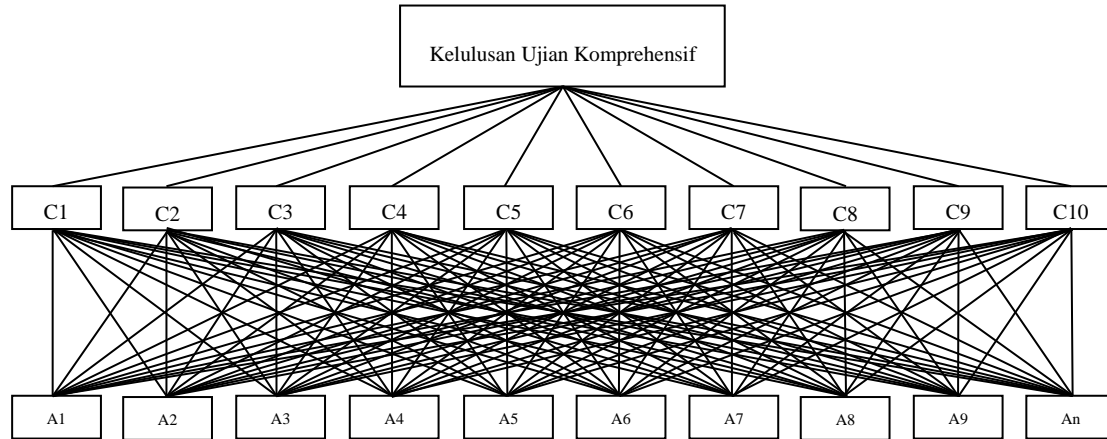 Kelulusan Ujian Komprehensif
C1 C2 C3 C4 C5 C6 C7 C8 C9 C10
A1 A2 A3 A4 A5 A6 A7 A8 A9 An